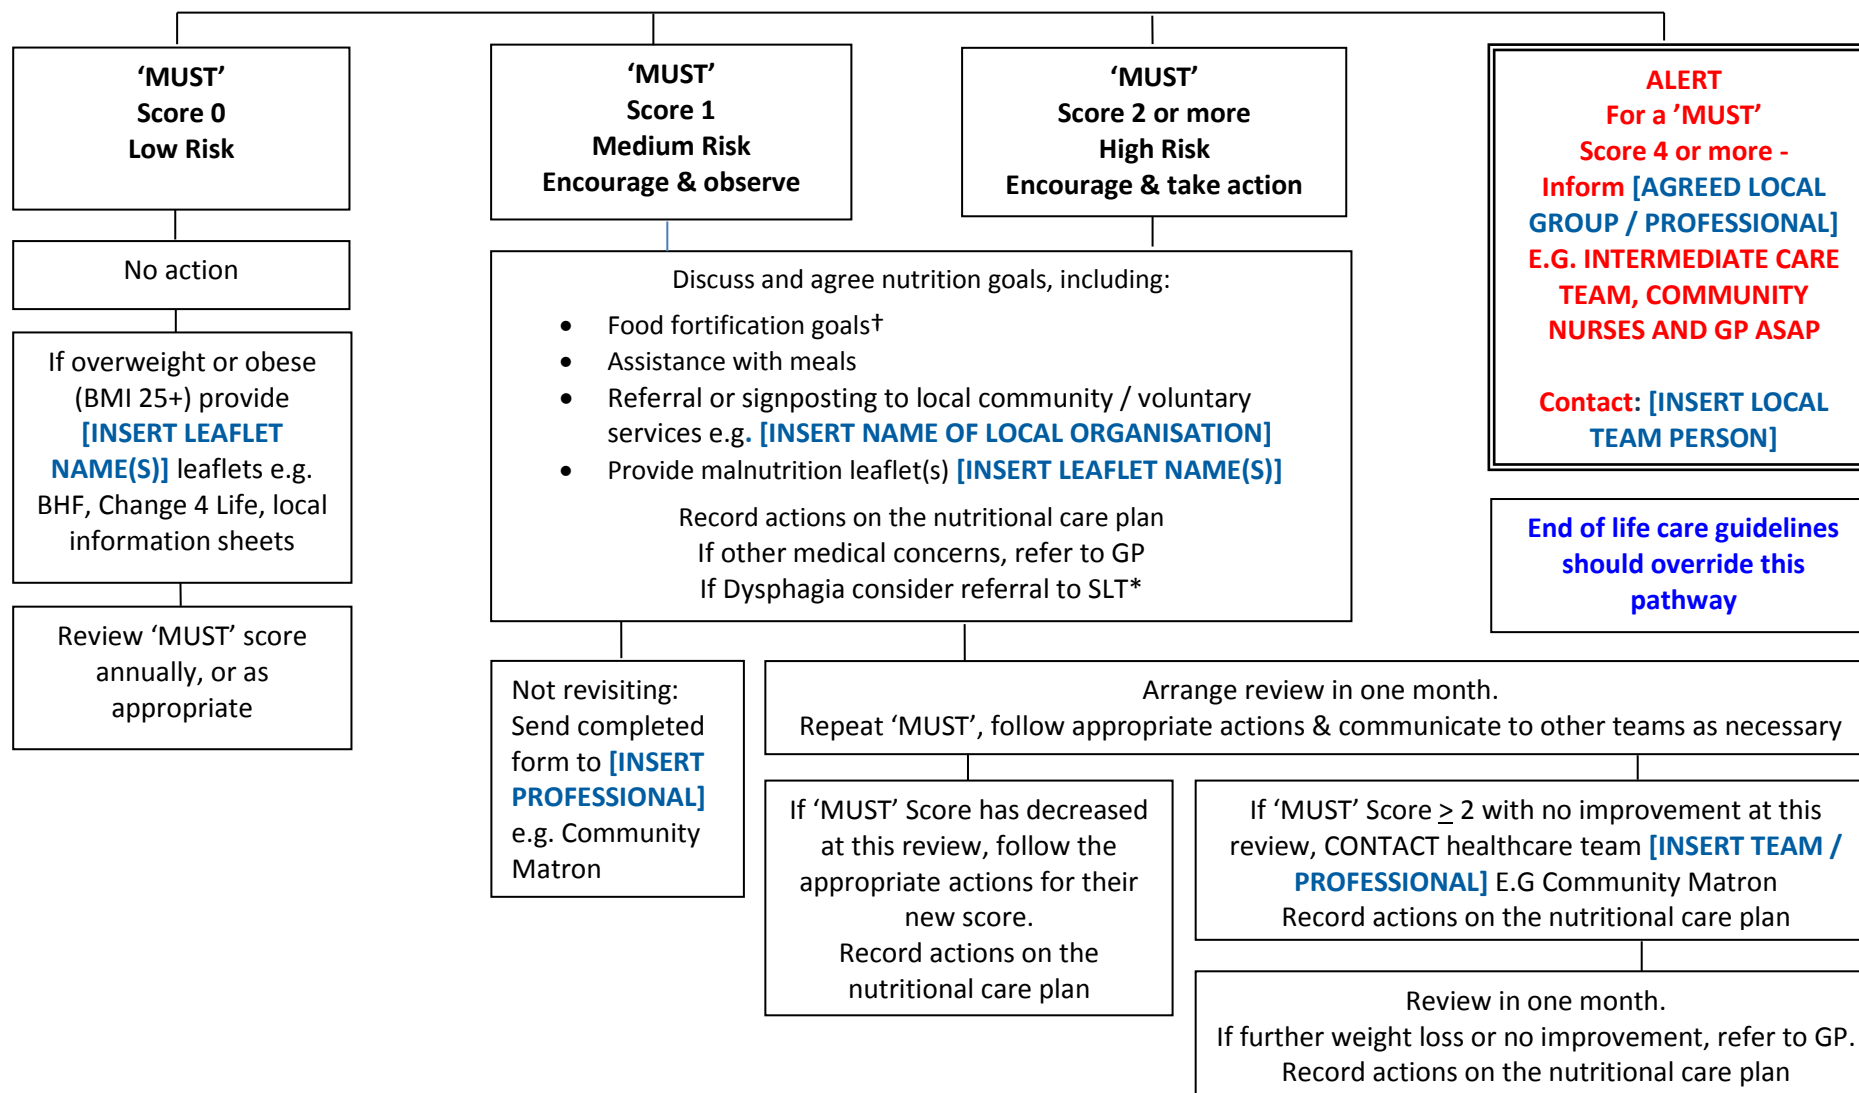 ‘MUST’
Score 0
Low Risk
‘MUST’
Score 1
Medium Risk
Encourage & observe
‘MUST’
Score 2 or more
High Risk
Encourage & take action
ALERT
For a ’MUST’
Score 4 or more -
Inform [AGREED LOCAL
GROUP / PROFESSIONAL]
E.G. INTERMEDIATE CARE
TEAM, COMMUNITY
NURSES AND GP ASAP
Contact: [INSERT LOCAL
TEAM PERSON]
No action
If overweight or obese
(BMI 25+) provide
[INSERT LEAFLET
NAME(S)] leaflets e.g.
BHF, Change 4 Life, local
information sheets
Review ‘MUST’ score
annually, or as
appropriate
Discuss and agree nutrition goals, including:
• Food fortification goals†
• Assistance with meals
• Referral or signposting to local community / voluntary
services e.g. [INSERT NAME OF LOCAL ORGANISATION]
• Provide malnutrition leaflet(s) [INSERT LEAFLET NAME(S)]
Record actions on the nutritional care plan
If other medical concerns, refer to GP
If Dysphagia consider referral to SLT*
End of life care guidelines
should override this
pathway
Not revisiting:
Send completed
form to [INSERT
PROFESSIONAL]
e.g. Community
Matron
Arrange review in one month.
Repeat ‘MUST’, follow appropriate actions & communicate to other teams as necessary
If ‘MUST’ Score has decreased
at this review, follow the
appropriate actions for their
new score.
Record actions on the
nutritional care plan
If ‘MUST’ Score ≥ 2 with no improvement at this
review, CONTACT healthcare team [INSERT TEAM /
PROFESSIONAL] E.G Community Matron
Record actions on the nutritional care plan
Review in one month.
If further weight loss or no improvement, refer to GP.
Record actions on the nutritional care plan